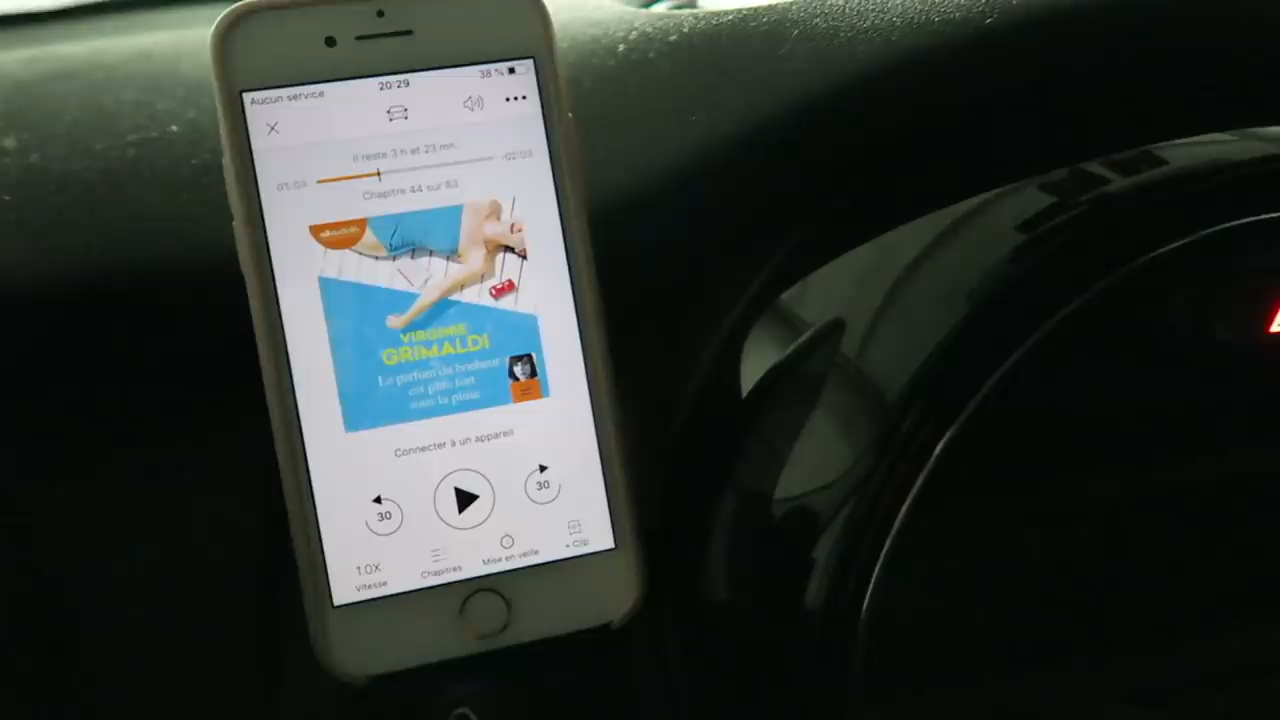 Aucun service 20:29 38 %
Il reste 3 h et 23 mn
01:03 -02:03
Chapitre 44 sur 83
VIRGINIE
GRIMALDI
Le parfum du bonheur
est plus fort
sous la pluie
Connecter à un appareil
30 30
1.0X
Vitesse Chapitres Mise en veille + Clip